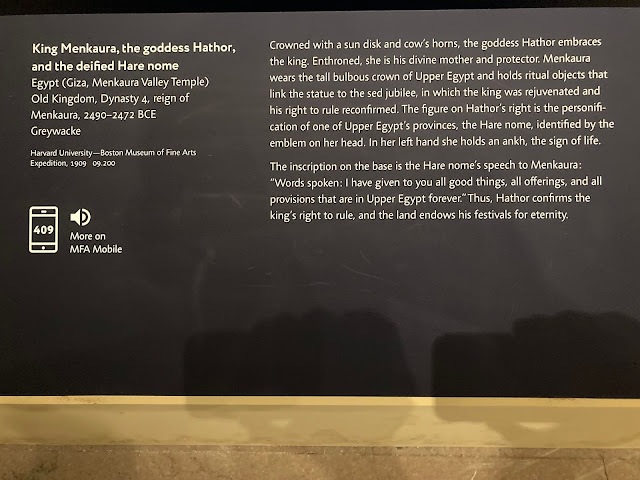 King Menkaura, the goddess Hathor,
and the deified Hare nome
Egypt (Giza, Menkaura Valley Temple)
Old Kingdom, Dynasty 4, reign of
Menkaura, 2490–2472 BCE
Greywacke
Harvard University—Boston Museum of Fine Arts
Expedition, 1909 09.200
409
More on
MFA Mobile
Crowned with a sun disk and cow's horns, the goddess Hathor embraces
the king. Enthroned, she is his divine mother and protector. Menkaura
wears the tall bulbous crown of Upper Egypt and holds ritual objects that
link the statue to the sed jubilee, in which the king was rejuvenated and
his right to rule reconfirmed. The figure on Hathor's right is the personifi-
cation of one of Upper Egypt's provinces, the Hare nome, identified by the
emblem on her head. In her left hand she holds an ankh, the sign of life.
The inscription on the base is the Hare nome's speech to Menkaura:
"Words spoken: I have given to you all good things, all offerings, and all
provisions that are in Upper Egypt forever." Thus, Hathor confirms the
king's right to rule, and the land endows his festivals for eternity.